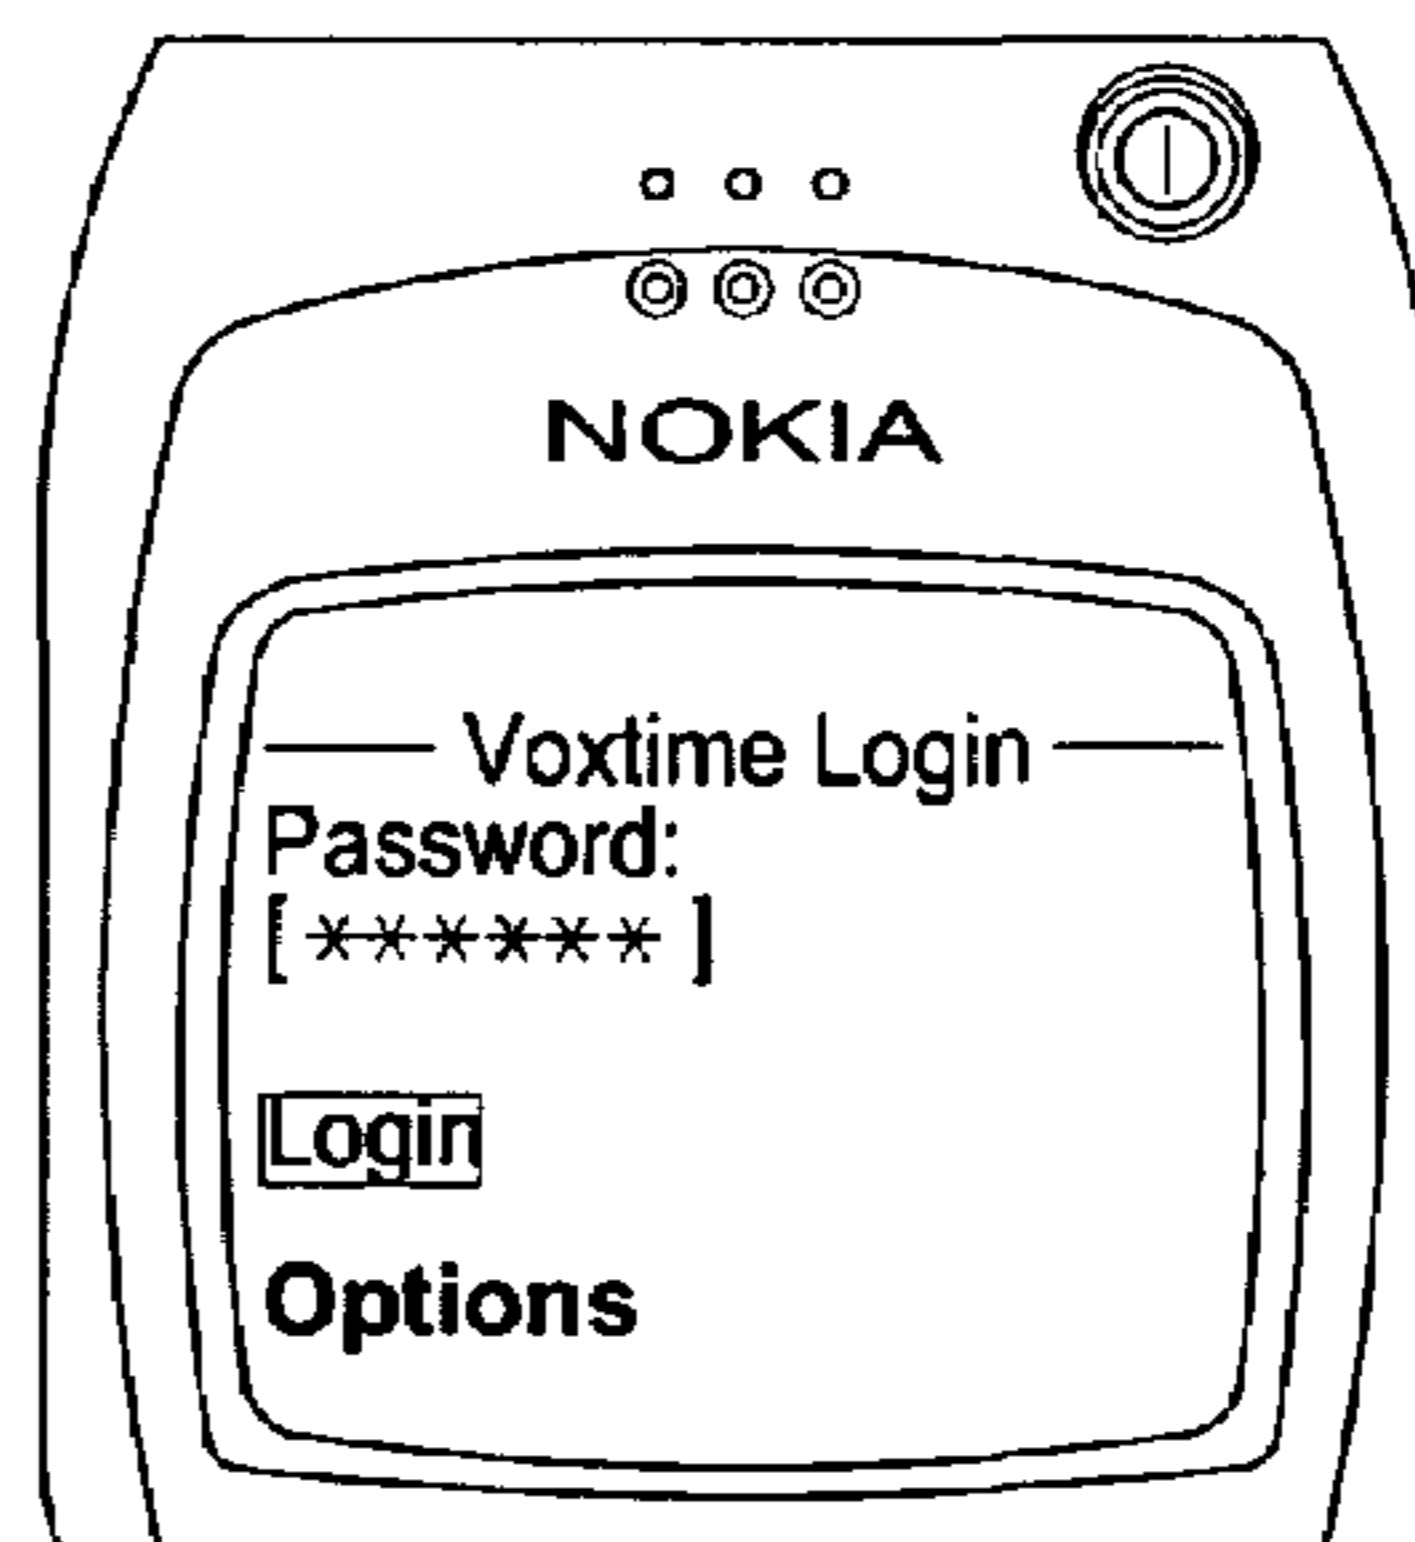 NOKIA
Voxtime Login
Password:
[ ****** ]
Login
Options